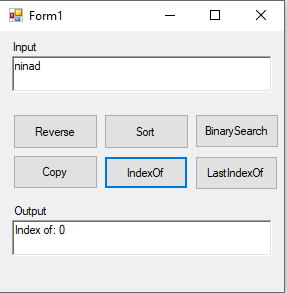 Form1
Input
ninad
Reverse
Sort
BinarySearch
Copy
IndexOf
LastIndexOf
Output
Index of: 0